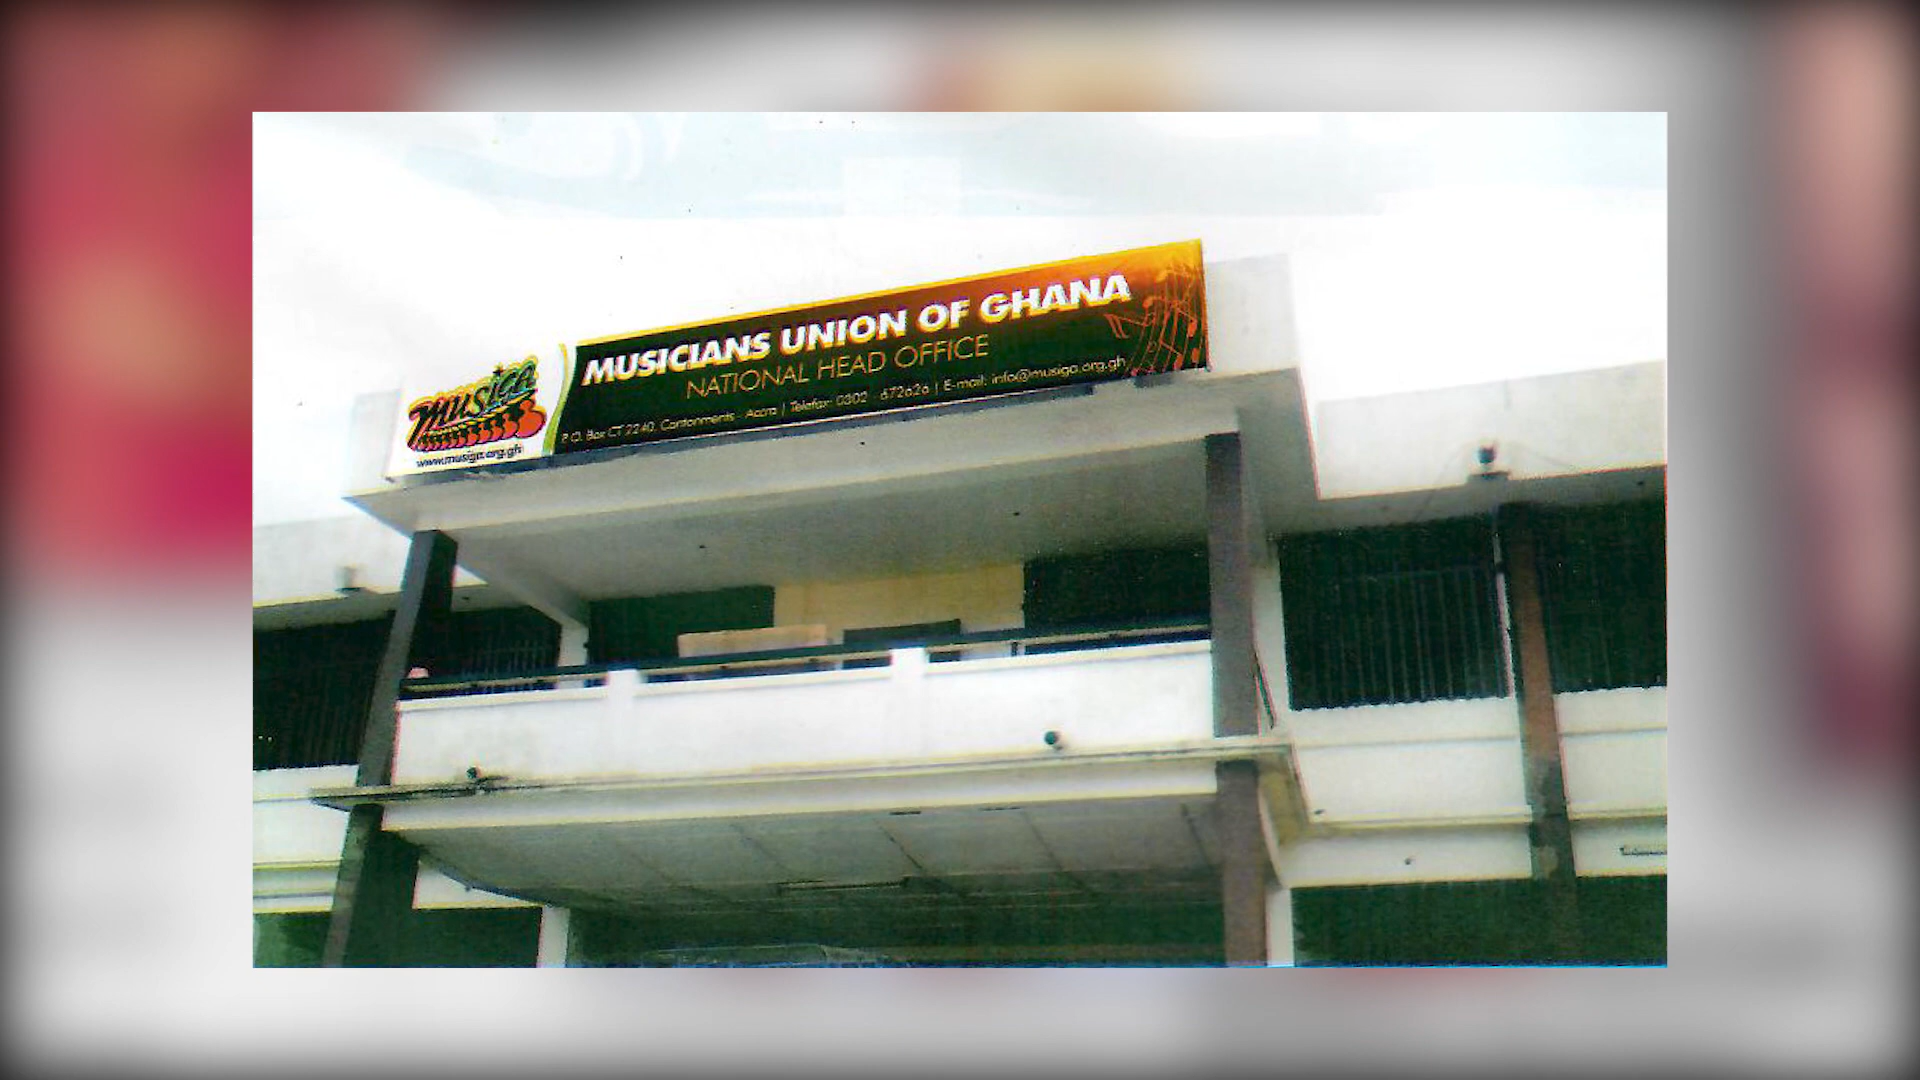 MUSICIANS UNION OF GHANA
NATIONAL HEAD OFFICE
P.O. Box CT 2240, Cantonments - Accra | Telefax: 0302 - 672626 | E-mail: info@musiga.org.gh
musiga
www.musiga.org.gh